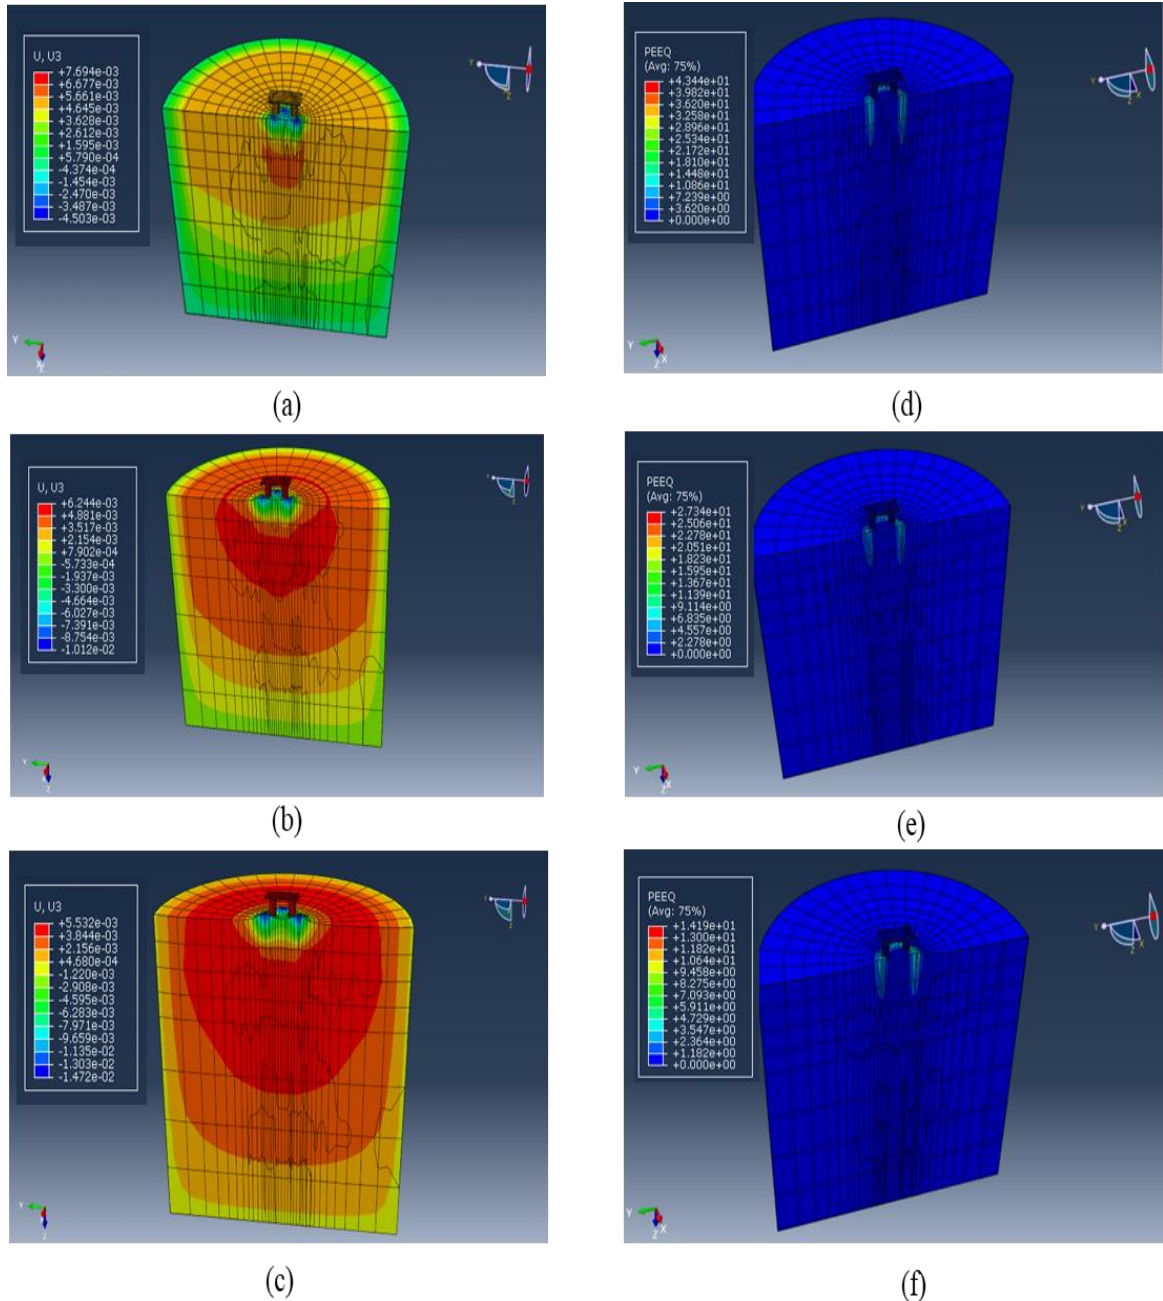 U, U3
+7.694e-03
+6.677e-03
+5.661e-03
+4.645e-03
+3.628e-03
+2.612e-03
+1.595e-03
+5.790e-04
-4.374e-04
-1.454e-03
-2.470e-03
-3.487e-03
-4.503e-03
Y
Z
Y
X
Z
(a)
PEEQ
(Avg: 75%)
+4.344e+01
+3.982e+01
+3.620e+01
+3.258e+01
+2.896e+01
+2.534e+01
+2.172e+01
+1.810e+01
+1.448e+01
+1.086e+01
+7.239e+00
+3.620e+00
+0.000e+00
Y
X
Z
Y
X
Z
(d)
U, U3
+6.244e-03
+4.881e-03
+3.517e-03
+2.154e-03
+7.902e-04
-5.733e-04
-1.937e-03
-3.300e-03
-4.664e-03
-6.027e-03
-7.391e-03
-8.754e-03
-1.012e-02
Y
Z
Y
X
Z
(b)
PEEQ
(Avg: 75%)
+2.734e+01
+2.506e+01
+2.278e+01
+2.051e+01
+1.823e+01
+1.595e+01
+1.367e+01
+1.139e+01
+9.114e+00
+6.835e+00
+4.557e+00
+2.278e+00
+0.000e+00
Y
X
Z
Y
X
Z
(e)
U, U3
+5.532e-03
+3.844e-03
+2.156e-03
+4.680e-04
-1.220e-03
-2.908e-03
-4.595e-03
-6.283e-03
-7.971e-03
-9.659e-03
-1.135e-02
-1.303e-02
-1.472e-02
Y
Z
Y
Z
(c)
PEEQ
(Avg: 75%)
+1.419e+01
+1.300e+01
+1.182e+01
+1.064e+01
+9.458e+00
+8.275e+00
+7.093e+00
+5.911e+00
+4.729e+00
+3.547e+00
+2.364e+00
+1.182e+00
+0.000e+00
Y
X
Z
Y
X
Z
(f)